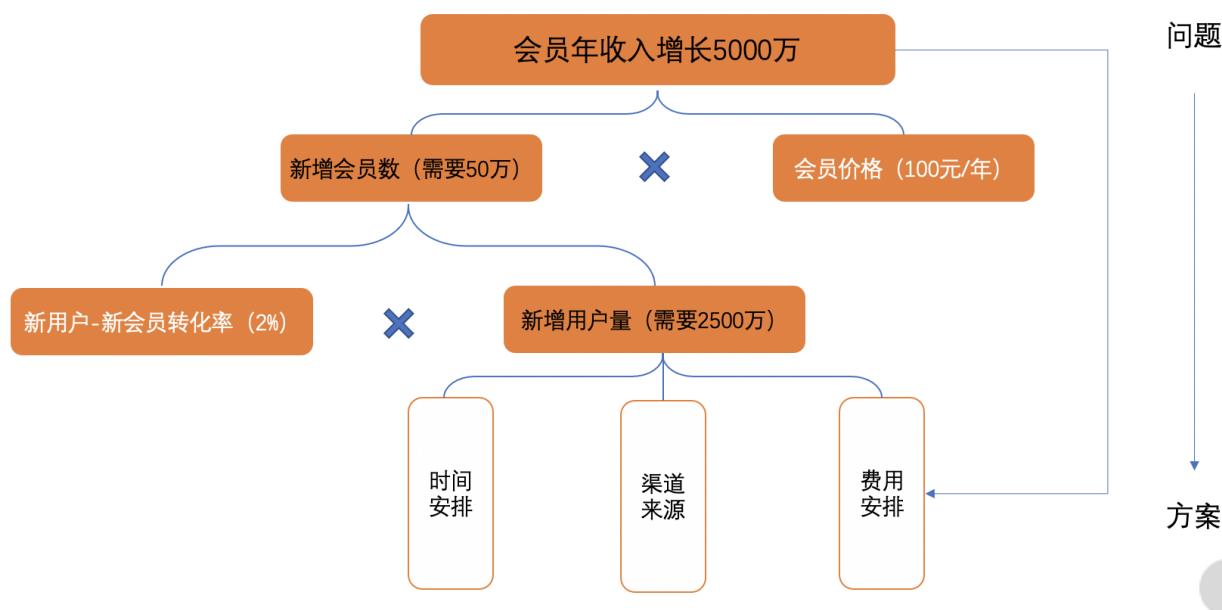 会员年收入增长5000万
问题
新增会员数（需要50万）
会员价格（100元/年）
新用户-新会员转化率（2%）
新增用户量（需要2500万）
时间
安排
渠道
来源
费用
安排
方案